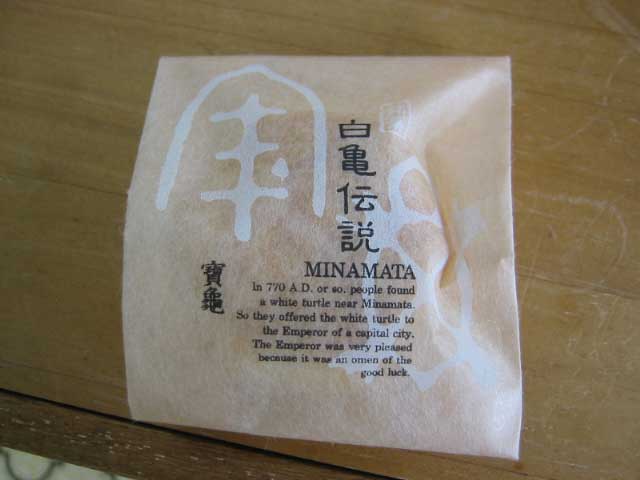 白亀伝説
寶龜
MINAMATA
In 770 A D. or so, people found
a white turtle near Minamata.
So they offered the white turtle to
the Emperor of a capital city.
The Emperor was very pleased
because it was an omen of the
good luck.